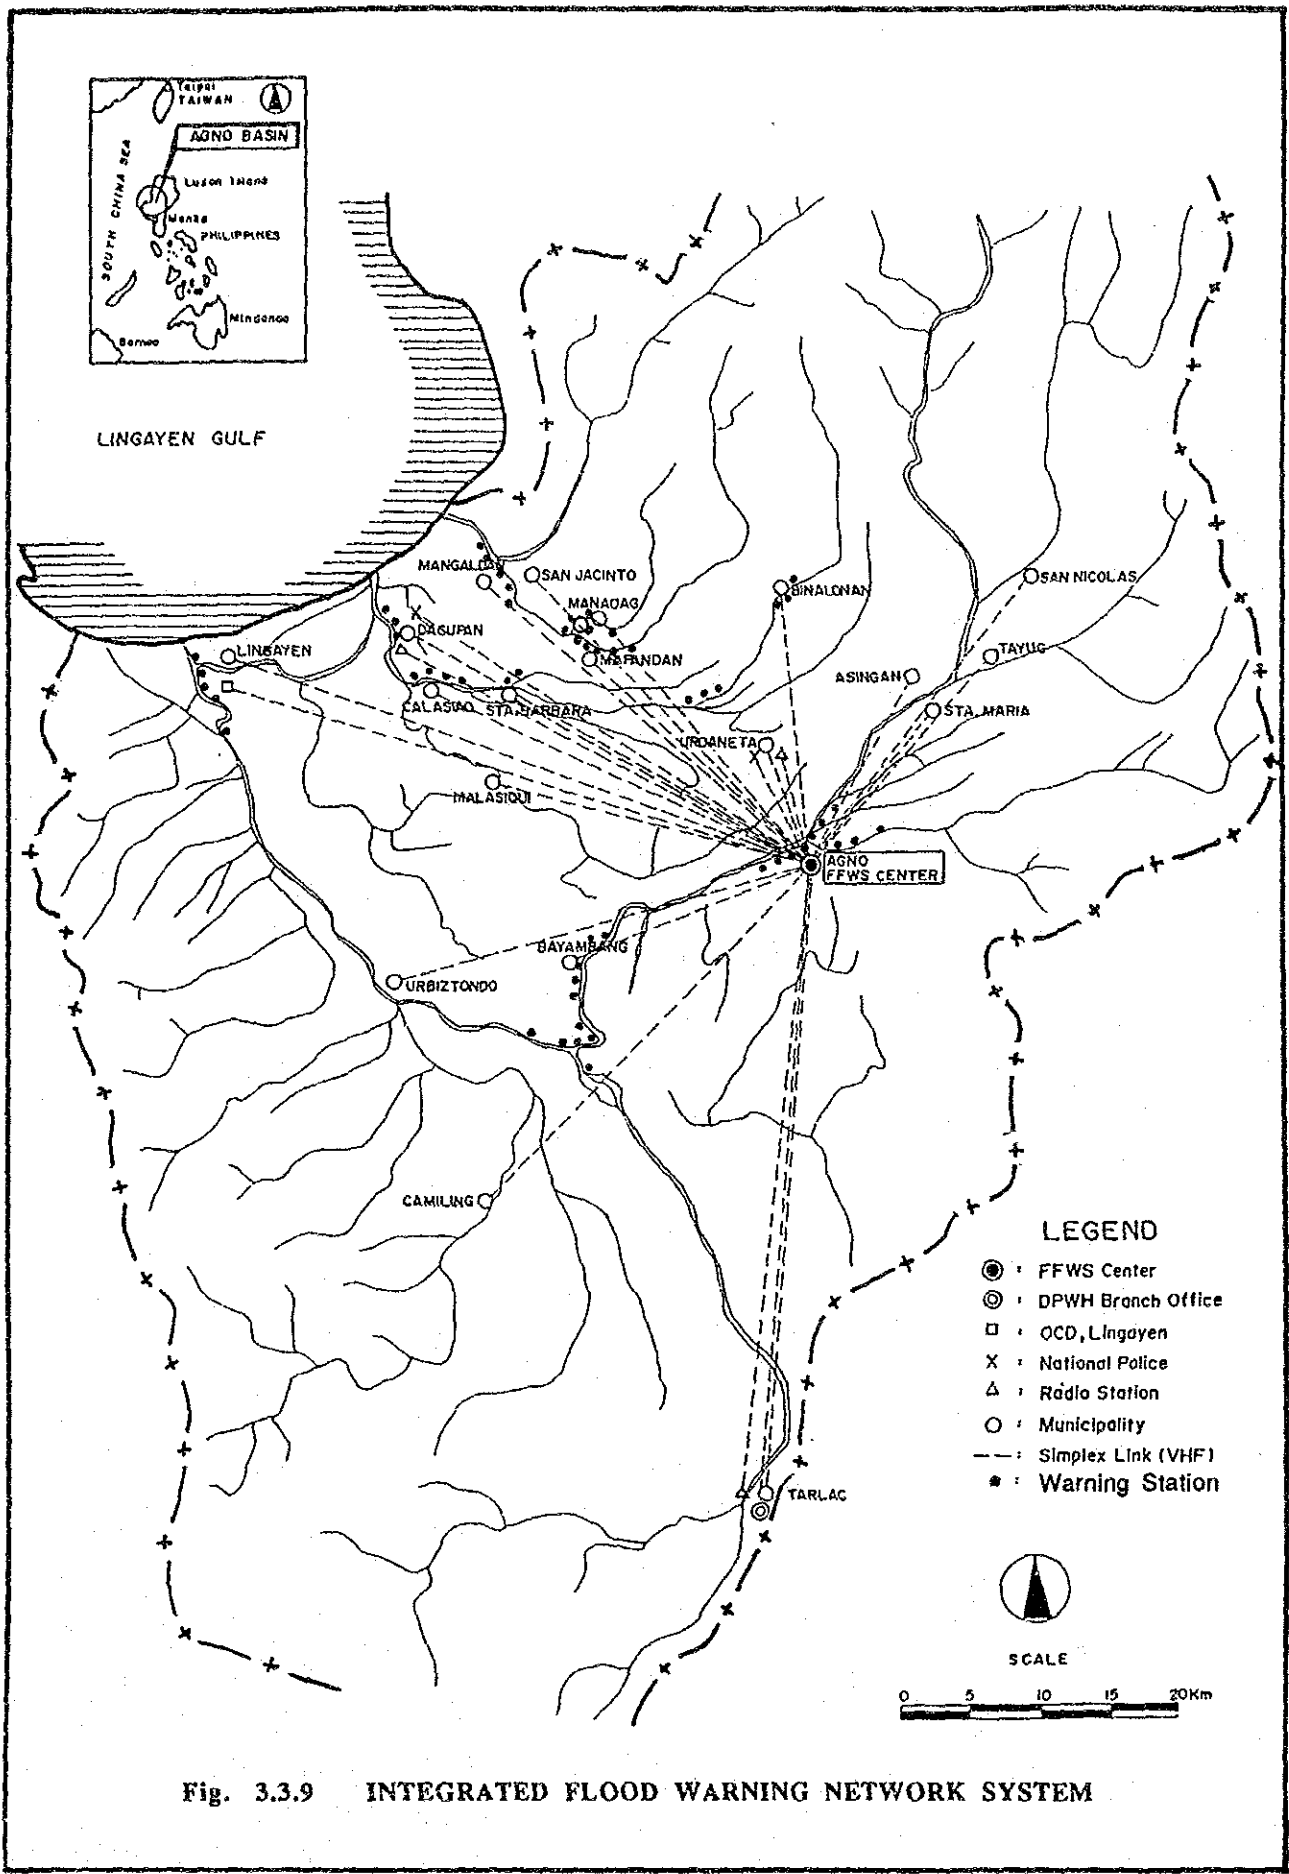 Taipei
TAIWAN
AGNO BASIN
SOUTH CHINA SEA
Luzon Island
Manila
PHILIPPINES
Mindanao
Borneo
LINGAYEN GULF
MANGALDAN
SAN JACINTO
MANAOAG
BINALONAN
SAN NICOLAS
DAGUPAN
LINGAYEN
MAPANDAN
TAYUG
ASINGAN
CALASIAO
STA. BARBARA
STA. MARIA
URDANETA
MALASIQUI
AGNO
FFWS CENTER
BAYAMBANG
URBIZTONDO
CAMILING
TARLAC
LEGEND
: FFWS Center
: DPWH Branch Office
: OCD, Lingayen
X : National Police
: Radio Station
: Municipality
: Simplex Link (VHF)
: Warning Station
SCALE
0 5 10 15 20Km
Fig. 3.3.9 INTEGRATED FLOOD WARNING NETWORK SYSTEM